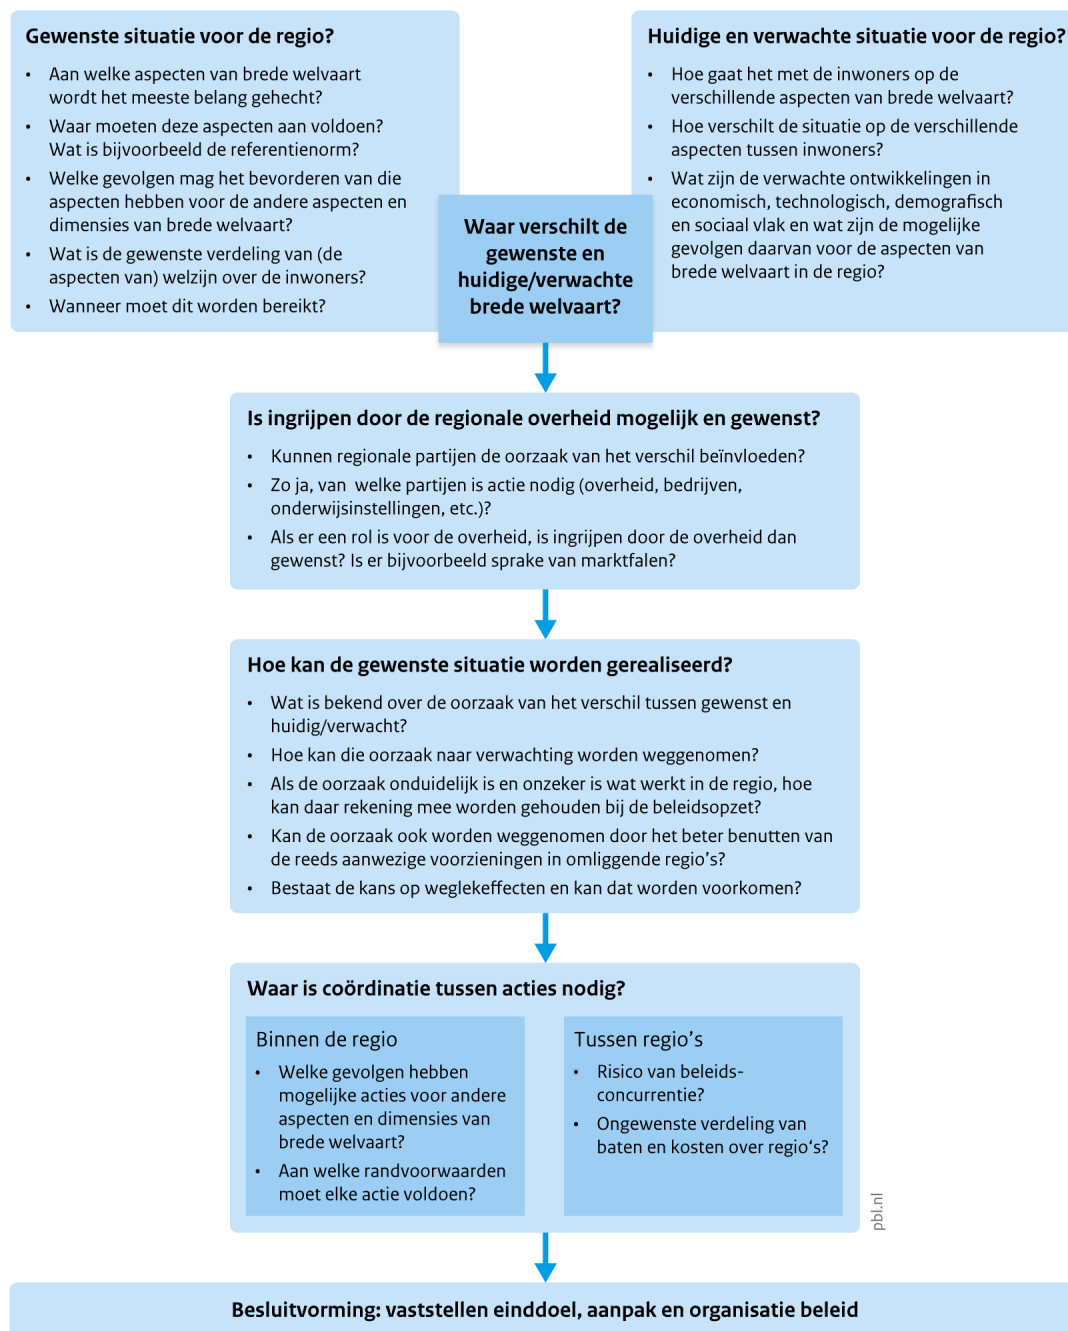 Gewenste situatie voor de regio?
• Aan welke aspecten van brede welvaart
wordt het meeste belang gehecht?
• Waar moeten deze aspecten aan voldoen?
Wat is bijvoorbeeld de referentienorm?
• Welke gevolgen mag het bevorderen van die
aspecten hebben voor de andere aspecten en
dimensies van brede welvaart?
• Wat is de gewenste verdeling van (de
aspecten van) welzijn over de inwoners?
• Wanneer moet dit worden bereikt?
Huidige en verwachte situatie voor de regio?
• Hoe gaat het met de inwoners op de
verschillende aspecten van brede welvaart?
• Hoe verschilt de situatie op de verschillende
aspecten tussen inwoners?
• Wat zijn de verwachte ontwikkelingen in
economisch, technologisch, demografisch
en sociaal vlak en wat zijn de mogelijke
gevolgen daarvan voor de aspecten van
brede welvaart in de regio?
Waar verschilt de
gewenste en
huidige/verwachte
brede welvaart?
Is ingrijpen door de regionale overheid mogelijk en gewenst?
• Kunnen regionale partijen de oorzaak van het verschil beïnvloeden?
• Zo ja, van welke partijen is actie nodig (overheid, bedrijven,
onderwijsinstellingen, etc.)?
• Als er een rol is voor de overheid, is ingrijpen door de overheid dan
gewenst? Is er bijvoorbeeld sprake van marktfalen?
Hoe kan de gewenste situatie worden gerealiseerd?
• Wat is bekend over de oorzaak van het verschil tussen gewenst en
huidig/verwacht?
• Hoe kan die oorzaak naar verwachting worden weggenomen?
• Als de oorzaak onduidelijk is en onzeker is wat werkt in de regio, hoe
kan daar rekening mee worden gehouden bij de beleidsopzet?
• Kan de oorzaak ook worden weggenomen door het beter benutten van
de reeds aanwezige voorzieningen in omliggende regio's?
• Bestaat de kans op weglekeffecten en kan dat worden voorkomen?
Waar is coördinatie tussen acties nodig?
Binnen de regio
• Welke gevolgen hebben
mogelijke acties voor andere
aspecten en dimensies van
brede welvaart?
• Aan welke randvoorwaarden
moet elke actie voldoen?
Tussen regio's
• Risico van beleids-
concurrentie?
• Ongewenste verdeling van
baten en kosten over regio‘s?
pbl.nl
Besluitvorming: vaststellen einddoel, aanpak en organisatie beleid